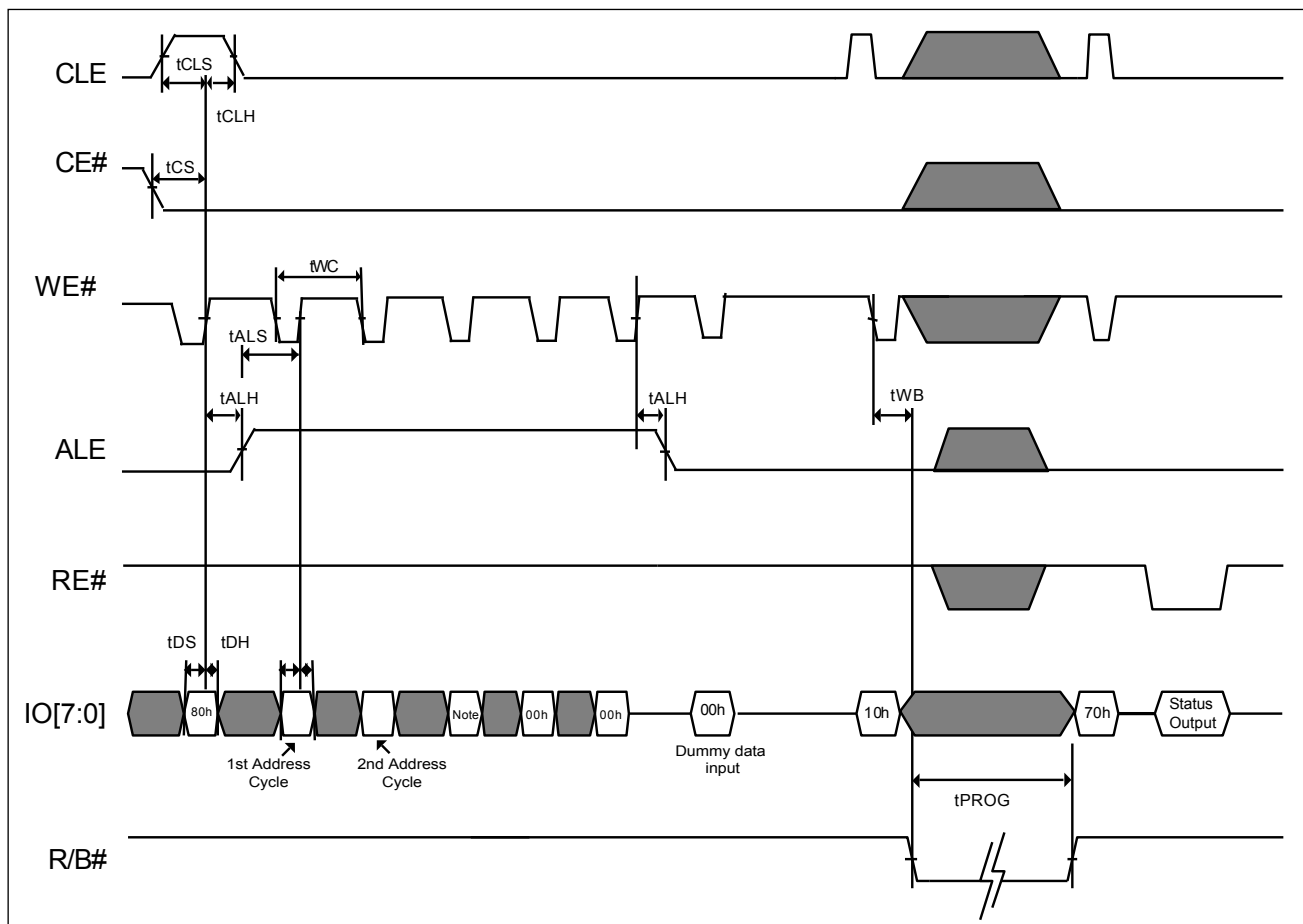 CLE
tCLS
tCLH
CE#
tCS
WE#
tWC
tALS
tALH
tALH
tWB
ALE
RE#
tDS
tDH
IO[7:0]
80h
Note
00h
00h
00h
10h
70h
Status
Output
1st Address
Cycle
2nd Address
Cycle
Dummy data
input
tPROG
R/B#